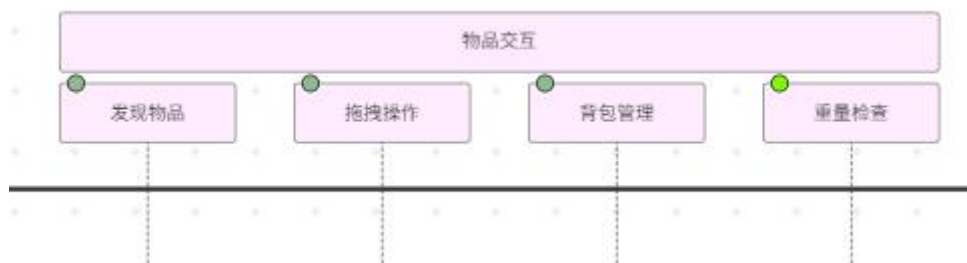 物品交互
发现物品
拖拽操作
背包管理
重量检查